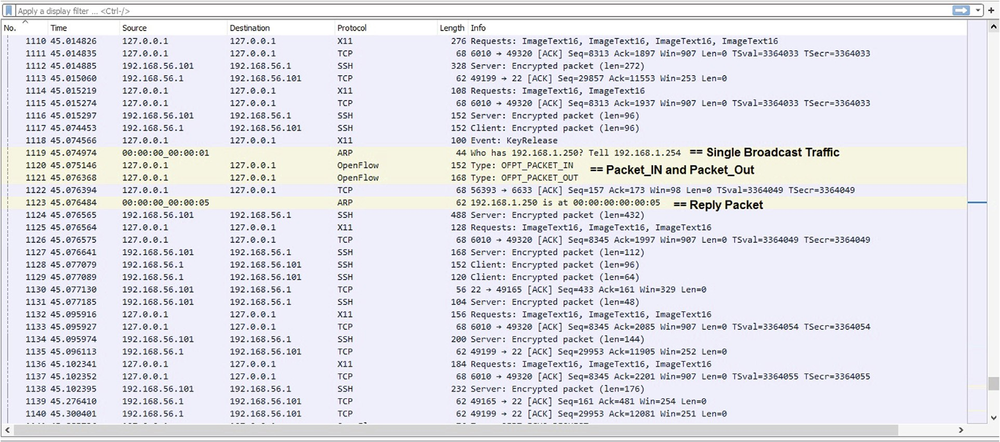 Apply a display filter ... <Ctrl-/>
No. Time Source Destination Protocol Length Info
1110 45.014826 127.0.0.1 127.0.0.1 X11 276 Requests: ImageText16, ImageText16, ImageText16, ImageText16
1111 45.014835 127.0.0.1 127.0.0.1 TCP 68 6010 → 49320 [ACK] Seq=8313 Ack=1897 Win=907 Len=0 TSval=3364033 TSecr=3364033
1112 45.014885 192.168.56.101 192.168.56.1 SSH 328 Server: Encrypted packet (len=272)
1113 45.015060 192.168.56.1 192.168.56.101 TCP 62 49199 → 22 [ACK] Seq=29857 Ack=11553 Win=253 Len=0
1114 45.015219 127.0.0.1 127.0.0.1 X11 108 Requests: ImageText16, ImageText16
1115 45.015274 127.0.0.1 127.0.0.1 TCP 68 6010 → 49320 [ACK] Seq=8313 Ack=1937 Win=907 Len=0 TSval=3364033 TSecr=3364033
1116 45.015297 192.168.56.101 192.168.56.1 SSH 152 Server: Encrypted packet (len=96)
1117 45.074453 192.168.56.1 192.168.56.101 SSH 152 Client: Encrypted packet (len=96)
1118 45.074566 127.0.0.1 127.0.0.1 X11 100 Event: KeyRelease
1119 45.074974 00:00:00_00:00:01 ARP 44 Who has 192.168.1.250? Tell 192.168.1.254 == Single Broadcast Traffic
1120 45.075146 127.0.0.1 127.0.0.1 OpenFlow 152 Type: OFPT_PACKET_IN
== Packet_IN and Packet_Out
1121 45.076368 127.0.0.1 127.0.0.1 OpenFlow 168 Type: OFPT_PACKET_OUT
1122 45.076394 127.0.0.1 127.0.0.1 TCP 68 56393 → 6633 [ACK] Seq=157 Ack=173 Win=98 Len=0 TSval=3364049 TSecr=3364049
1123 45.076484 00:00:00_00:00:05 ARP 62 192.168.1.250 is at 00:00:00:00:00:05 == Reply Packet
1124 45.076565 192.168.56.101 192.168.56.1 SSH 488 Server: Encrypted packet (len=432)
1125 45.076564 127.0.0.1 127.0.0.1 X11 128 Requests: ImageText16, ImageText16, ImageText16
1126 45.076575 127.0.0.1 127.0.0.1 TCP 68 6010 → 49320 [ACK] Seq=8345 Ack=1997 Win=907 Len=0 TSval=3364049 TSecr=3364049
1127 45.076641 192.168.56.101 192.168.56.1 SSH 168 Server: Encrypted packet (len=112)
1128 45.077079 192.168.56.1 192.168.56.101 SSH 152 Client: Encrypted packet (len=96)
1129 45.077089 192.168.56.1 192.168.56.101 SSH 120 Client: Encrypted packet (len=64)
1130 45.077130 192.168.56.101 192.168.56.1 TCP 56 22 → 49165 [ACK] Seq=433 Ack=161 Win=329 Len=0
1131 45.077185 192.168.56.101 192.168.56.1 SSH 104 Server: Encrypted packet (len=48)
1132 45.095916 127.0.0.1 127.0.0.1 X11 156 Requests: ImageText16, ImageText16, ImageText16
1133 45.095927 127.0.0.1 127.0.0.1 TCP 68 6010 → 49320 [ACK] Seq=8345 Ack=2085 Win=907 Len=0 TSval=3364054 TSecr=3364054
1134 45.095974 192.168.56.101 192.168.56.1 SSH 200 Server: Encrypted packet (len=144)
1135 45.096113 192.168.56.1 192.168.56.101 TCP 62 49199 → 22 [ACK] Seq=29953 Ack=11905 Win=252 Len=0
1136 45.102341 127.0.0.1 127.0.0.1 X11 184 Requests: ImageText16, ImageText16, ImageText16
1137 45.102352 127.0.0.1 127.0.0.1 TCP 68 6010 → 49320 [ACK] Seq=8345 Ack=2201 Win=907 Len=0 TSval=3364055 TSecr=3364055
1138 45.102395 192.168.56.101 192.168.56.1 SSH 232 Server: Encrypted packet (len=176)
1139 45.276410 192.168.56.1 192.168.56.101 TCP 62 49165 → 22 [ACK] Seq=161 Ack=481 Win=254 Len=0
1140 45.300401 192.168.56.1 192.168.56.101 TCP 62 49199 → 22 [ACK] Seq=29953 Ack=12081 Win=251 Len=0